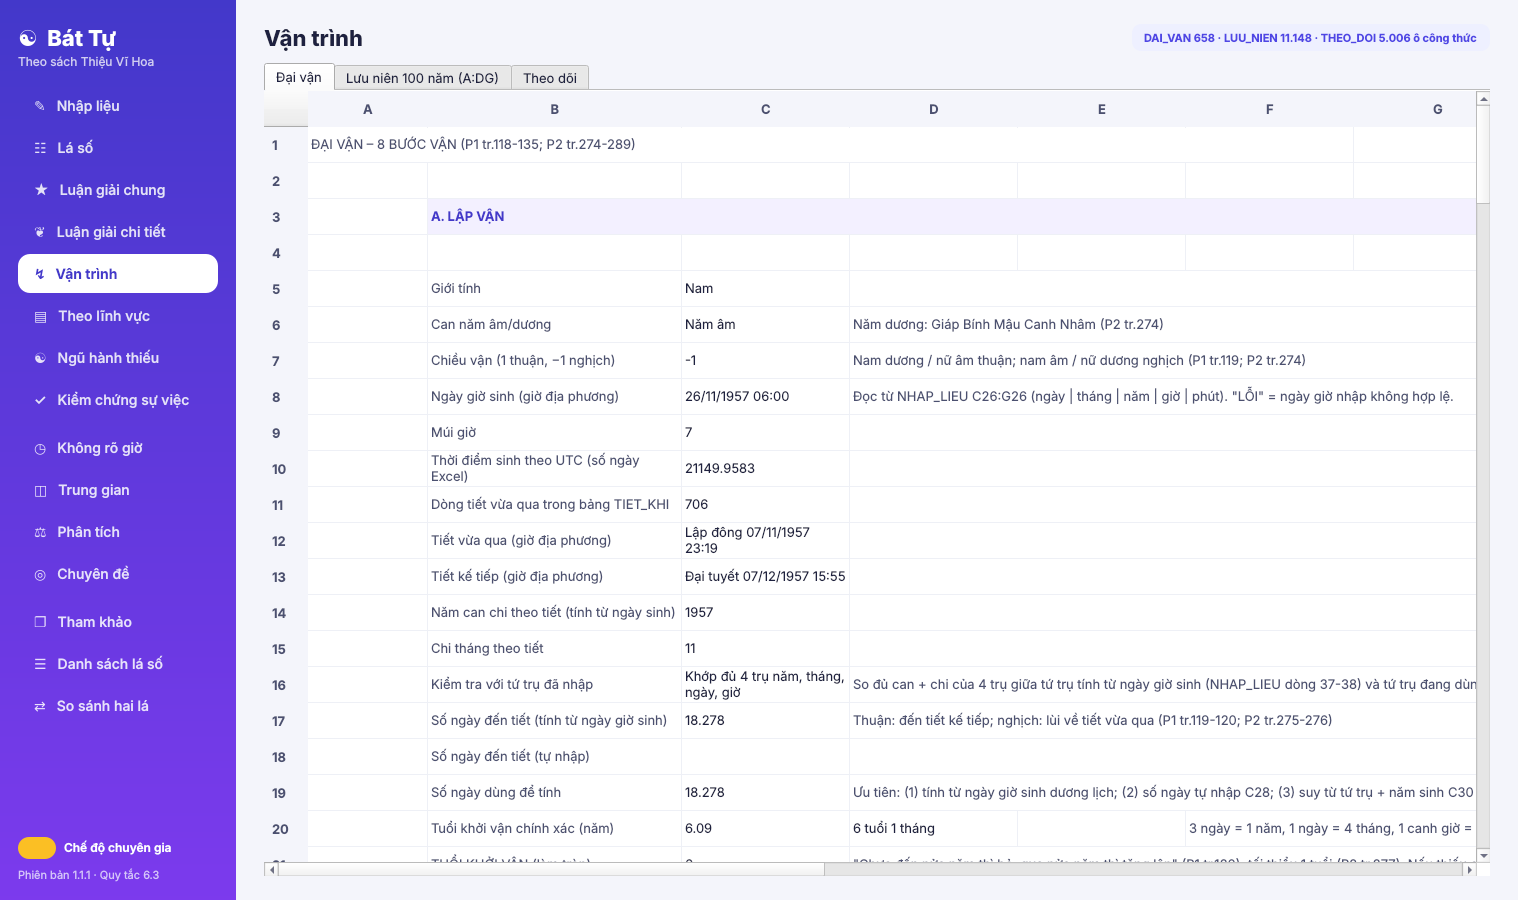 Bát Tự
Theo sách Thiệu Vĩ Hoa
Nhập liệu
Lá số
Luận giải chung
Luận giải chi tiết
Vận trình
Theo lĩnh vực
Ngũ hành thiếu
Kiểm chứng sự việc
Không rõ giờ
Trung gian
Phân tích
Chuyên đề
Tham khảo
Danh sách lá số
So sánh hai lá
Chế độ chuyên gia
Phiên bản 1.1.1 · Quy tắc 6.3
Vận trình
DAI_VAN 658 · LUU_NIEN 11.148 · THEO_DOI 5.006 ô công thức
Đại vận Lưu niên 100 năm (A:DG) Theo dõi
A B C D E F G
1 ĐẠI VẬN – 8 BƯỚC VẬN (P1 tr.118-135; P2 tr.274-289)
2
3 A. LẬP VẬN
4
5 Giới tính Nam
6 Can năm âm/dương Năm âm Năm dương: Giáp Bính Mậu Canh Nhâm (P2 tr.274)
7 Chiều vận (1 thuận, −1 nghịch) -1 Nam dương / nữ âm thuận; nam âm / nữ dương nghịch (P1 tr.119; P2 tr.274)
8 Ngày giờ sinh (giờ địa phương) 26/11/1957 06:00 Đọc từ NHAP_LIEU C26:G26 (ngày | tháng | năm | giờ | phút). "LỖI" = ngày giờ nhập không hợp lệ.
9 Múi giờ 7
10 Thời điểm sinh theo UTC (số ngày Excel) 21149.9583
11 Dòng tiết vừa qua trong bảng TIET_KHI 706
12 Tiết vừa qua (giờ địa phương) Lập đông 07/11/1957 23:19
13 Tiết kế tiếp (giờ địa phương) Đại tuyết 07/12/1957 15:55
14 Năm can chi theo tiết (tính từ ngày sinh) 1957
15 Chi tháng theo tiết 11
16 Kiểm tra với tứ trụ đã nhập Khớp đủ 4 trụ năm, tháng, ngày, giờ So đủ can + chi của 4 trụ giữa tứ trụ tính từ ngày giờ sinh (NHAP_LIEU dòng 37-38) và tứ trụ đang dùn
17 Số ngày đến tiết (tính từ ngày giờ sinh) 18.278 Thuận: đến tiết kế tiếp; nghịch: lùi về tiết vừa qua (P1 tr.119-120; P2 tr.275-276)
18 Số ngày đến tiết (tự nhập)
19 Số ngày dùng để tính 18.278 Ưu tiên: (1) tính từ ngày giờ sinh dương lịch; (2) số ngày tự nhập C28; (3) suy từ tứ trụ + năm sinh C30
20 Tuổi khởi vận chính xác (năm) 6.09 6 tuổi 1 tháng 3 ngày = 1 năm, 1 ngày = 4 tháng, 1 canh giờ =